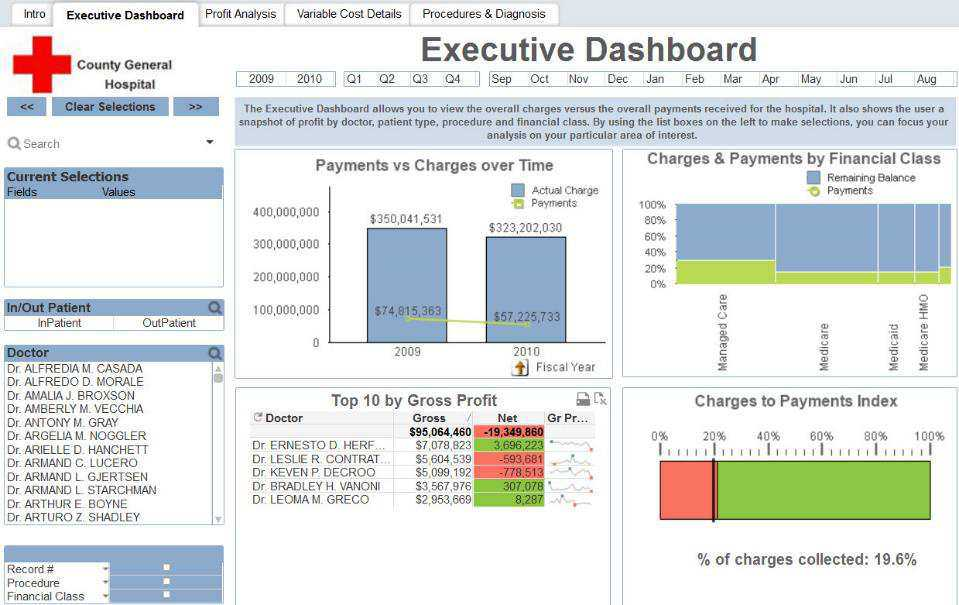 Intro Executive Dashboard Profit Analysis Variable Cost Details Procedures & Diagnosis
County General
Hospital
<< Clear Selections >>
Search
Executive Dashboard
2009 2010 Q1 Q2 Q3 Q4 Sep Oct Nov Dec Jan Feb Mar Apr May Jun Jul Aug
The Executive Dashboard allows you to view the overall charges versus the overall payments received for the hospital. It also shows the user a
snapshot of profit by doctor, patient type, procedure and financial class. By using the list boxes on the left to make selections, you can focus your
analysis on your particular area of interest.
Current Selections
Fields Values
In/Out Patient
InPatient OutPatient
Doctor
Dr. ALFREDIA M. CASADA
Dr. ALFREDO D. MORALE
Dr. AMALIA J. BROXSON
Dr. AMBERLY M. VECCHIA
Dr. ANTONY M. GRAY
Dr. ARGELIA M. NOGGLER
Dr. ARIELLE D. HANCHETT
Dr. ARMAND C. LUCERO
Dr. ARMAND L. GJERTSEN
Dr. ARMAND L. STARCHMAN
Dr. ARTHUR E. BOYNE
Dr. ARTURO Z. SHADLEY
Record #
Procedure
Financial Class
Payments vs Charges over Time
Actual Charge
Payments
400,000,000
300,000,000
200,000,000
100,000,000
0
$350,041,531
$323,202,030
$74,815,363
$57,225,733
2009 2010
Fiscal Year
Charges & Payments by Financial Class
Remaining Balance
Payments
100%
80%
60%
40%
20%
0%
Managed Care
Medicare
Medicaid
Medicare HMO
Top 10 by Gross Profit
Doctor Gross Net Gr Pr...
$95,064,460 -19,349,860
Dr. ERNESTO D. HERF... $7,078,823 3,696,223
Dr. LESLIE R. CONTRAT... $5,604,539 -593,681
Dr. KEVEN P. DECROO $5,099,192 -778,513
Dr. BRADLEY H. VANONI $3,567,976 307,078
Dr. LEOMA M. GRECO $2,953,669 8,287
Charges to Payments Index
0% 20% 40% 60% 80% 100%
% of charges collected: 19.6%